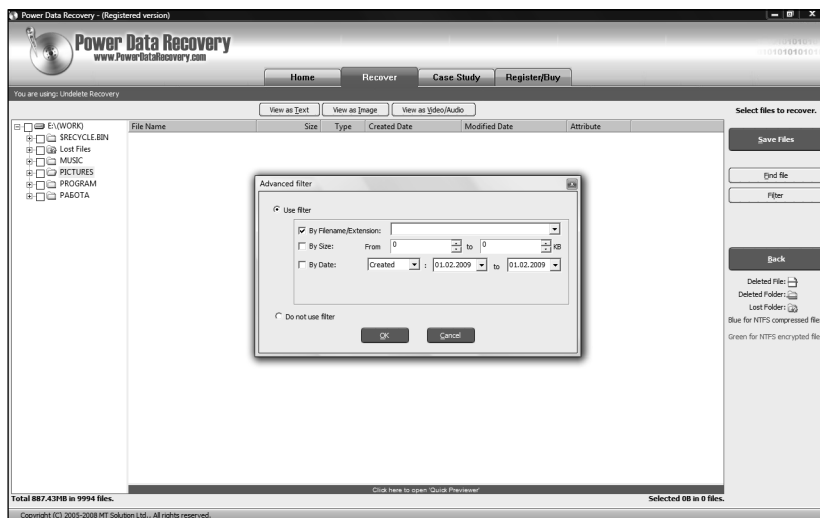 Power Data Recovery - (Registered version)
Power Data Recovery
www.PowerDataRecovery.com
Home Recover Case Study Register/Buy
You are using: Undelete Recovery
View as Text View as Image View as Video/Audio
Select files to recover.
E:\(WORK)
$RECYCLE.BIN
Lost Files
MUSIC
PICTURES
PROGRAM
РАБОТА
File Name Size Type Created Date Modified Date Attribute
Save Files
Find file
Filter
Advanced filter
Use filter
By Filename/Extension:
By Size: From 0 to 0 KB
By Date: Created : 01.02.2009 to 01.02.2009
Do not use filter
OK Cancel
Back
Deleted File:
Deleted Folder:
Lost Folder:
Blue for NTFS compressed file
Green for NTFS encrypted file
Click here to open 'Quick Previewer'
Total 887.43MB in 9994 files.
Selected 0B in 0 files.
Copyright (C) 2005-2008 MT Solution Ltd., All rights reserved.